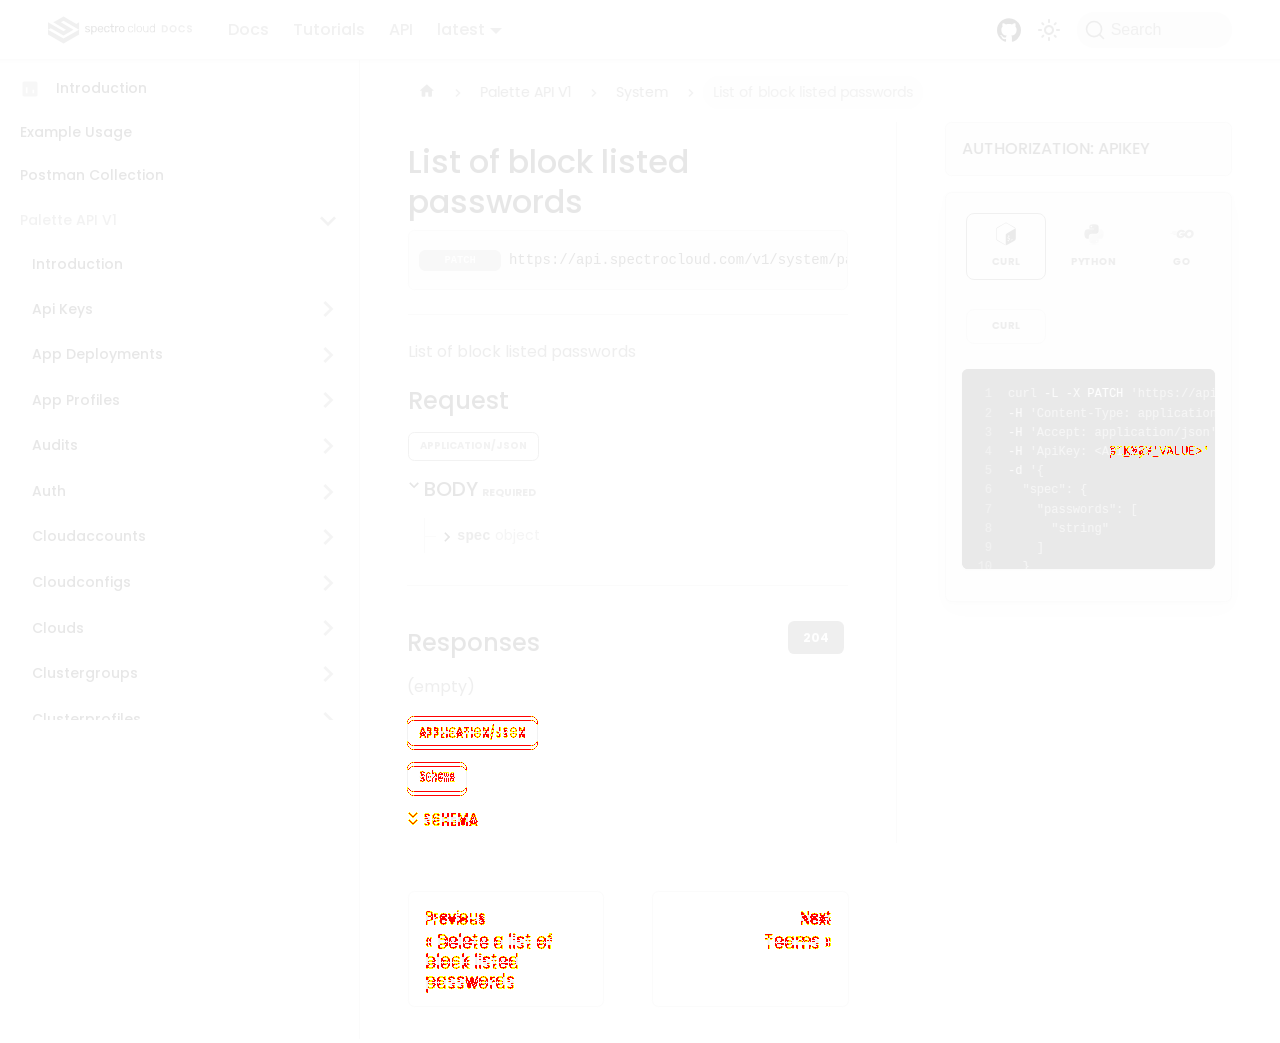 spectro cloud DOCS
Docs Tutorials API latest
Search
Introduction
Example Usage
Postman Collection
Palette API V1
Introduction
Api Keys
App Deployments
App Profiles
Audits
Auth
Cloudaccounts
Cloudconfigs
Clouds
Clustergroups
Clusterprofiles
Palette API V1 > System > List of block listed passwords
List of block listed
passwords
PATCH https://api.spectrocloud.com/v1/system/pa
List of block listed passwords
Request
APPLICATION/JSON
BODY REQUIRED
spec object
Responses
204
(empty)
APPLICATION/JSON
Schema
SCHEMA
Previous
« Delete a list of
block listed
passwords
Next
Teams »
AUTHORIZATION: APIKEY
CURL PYTHON GO
CURL
1 curl -L -X PATCH 'https://api
2 -H 'Content-Type: application
3 -H 'Accept: application/json'
4 -H 'ApiKey: <API_KEY_VALUE>'
5 -d '{
6 "spec": {
7 "passwords": [
8 "string"
9 ]
10 }